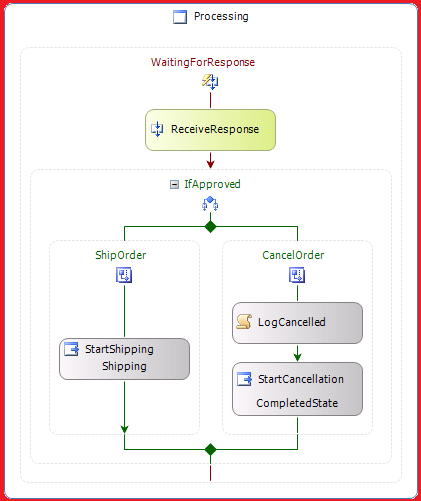 Processing
WaitingForResponse
ReceiveResponse
IfApproved
ShipOrder
CancelOrder
LogCancelled
StartShipping
Shipping
StartCancellation
CompletedState